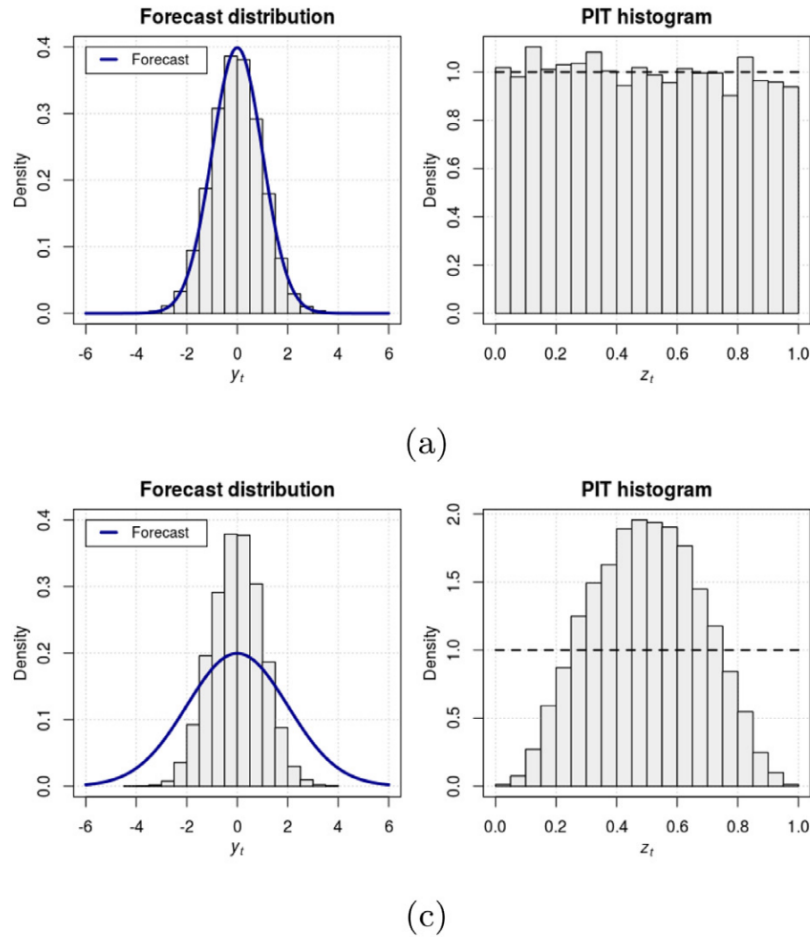 Forecast distribution
PIT histogram
Forecast
Density
0.0 0.1 0.2 0.3 0.4
-6 -4 -2 0 2 4 6
y_t
Density
0.0 0.2 0.4 0.6 0.8 1.0
0.0 0.2 0.4 0.6 0.8 1.0
z_t
(a)
Forecast distribution
PIT histogram
Forecast
Density
0.0 0.1 0.2 0.3 0.4
-6 -4 -2 0 2 4 6
y_t
Density
0.0 0.5 1.0 1.5 2.0
0.0 0.2 0.4 0.6 0.8 1.0
z_t
(c)